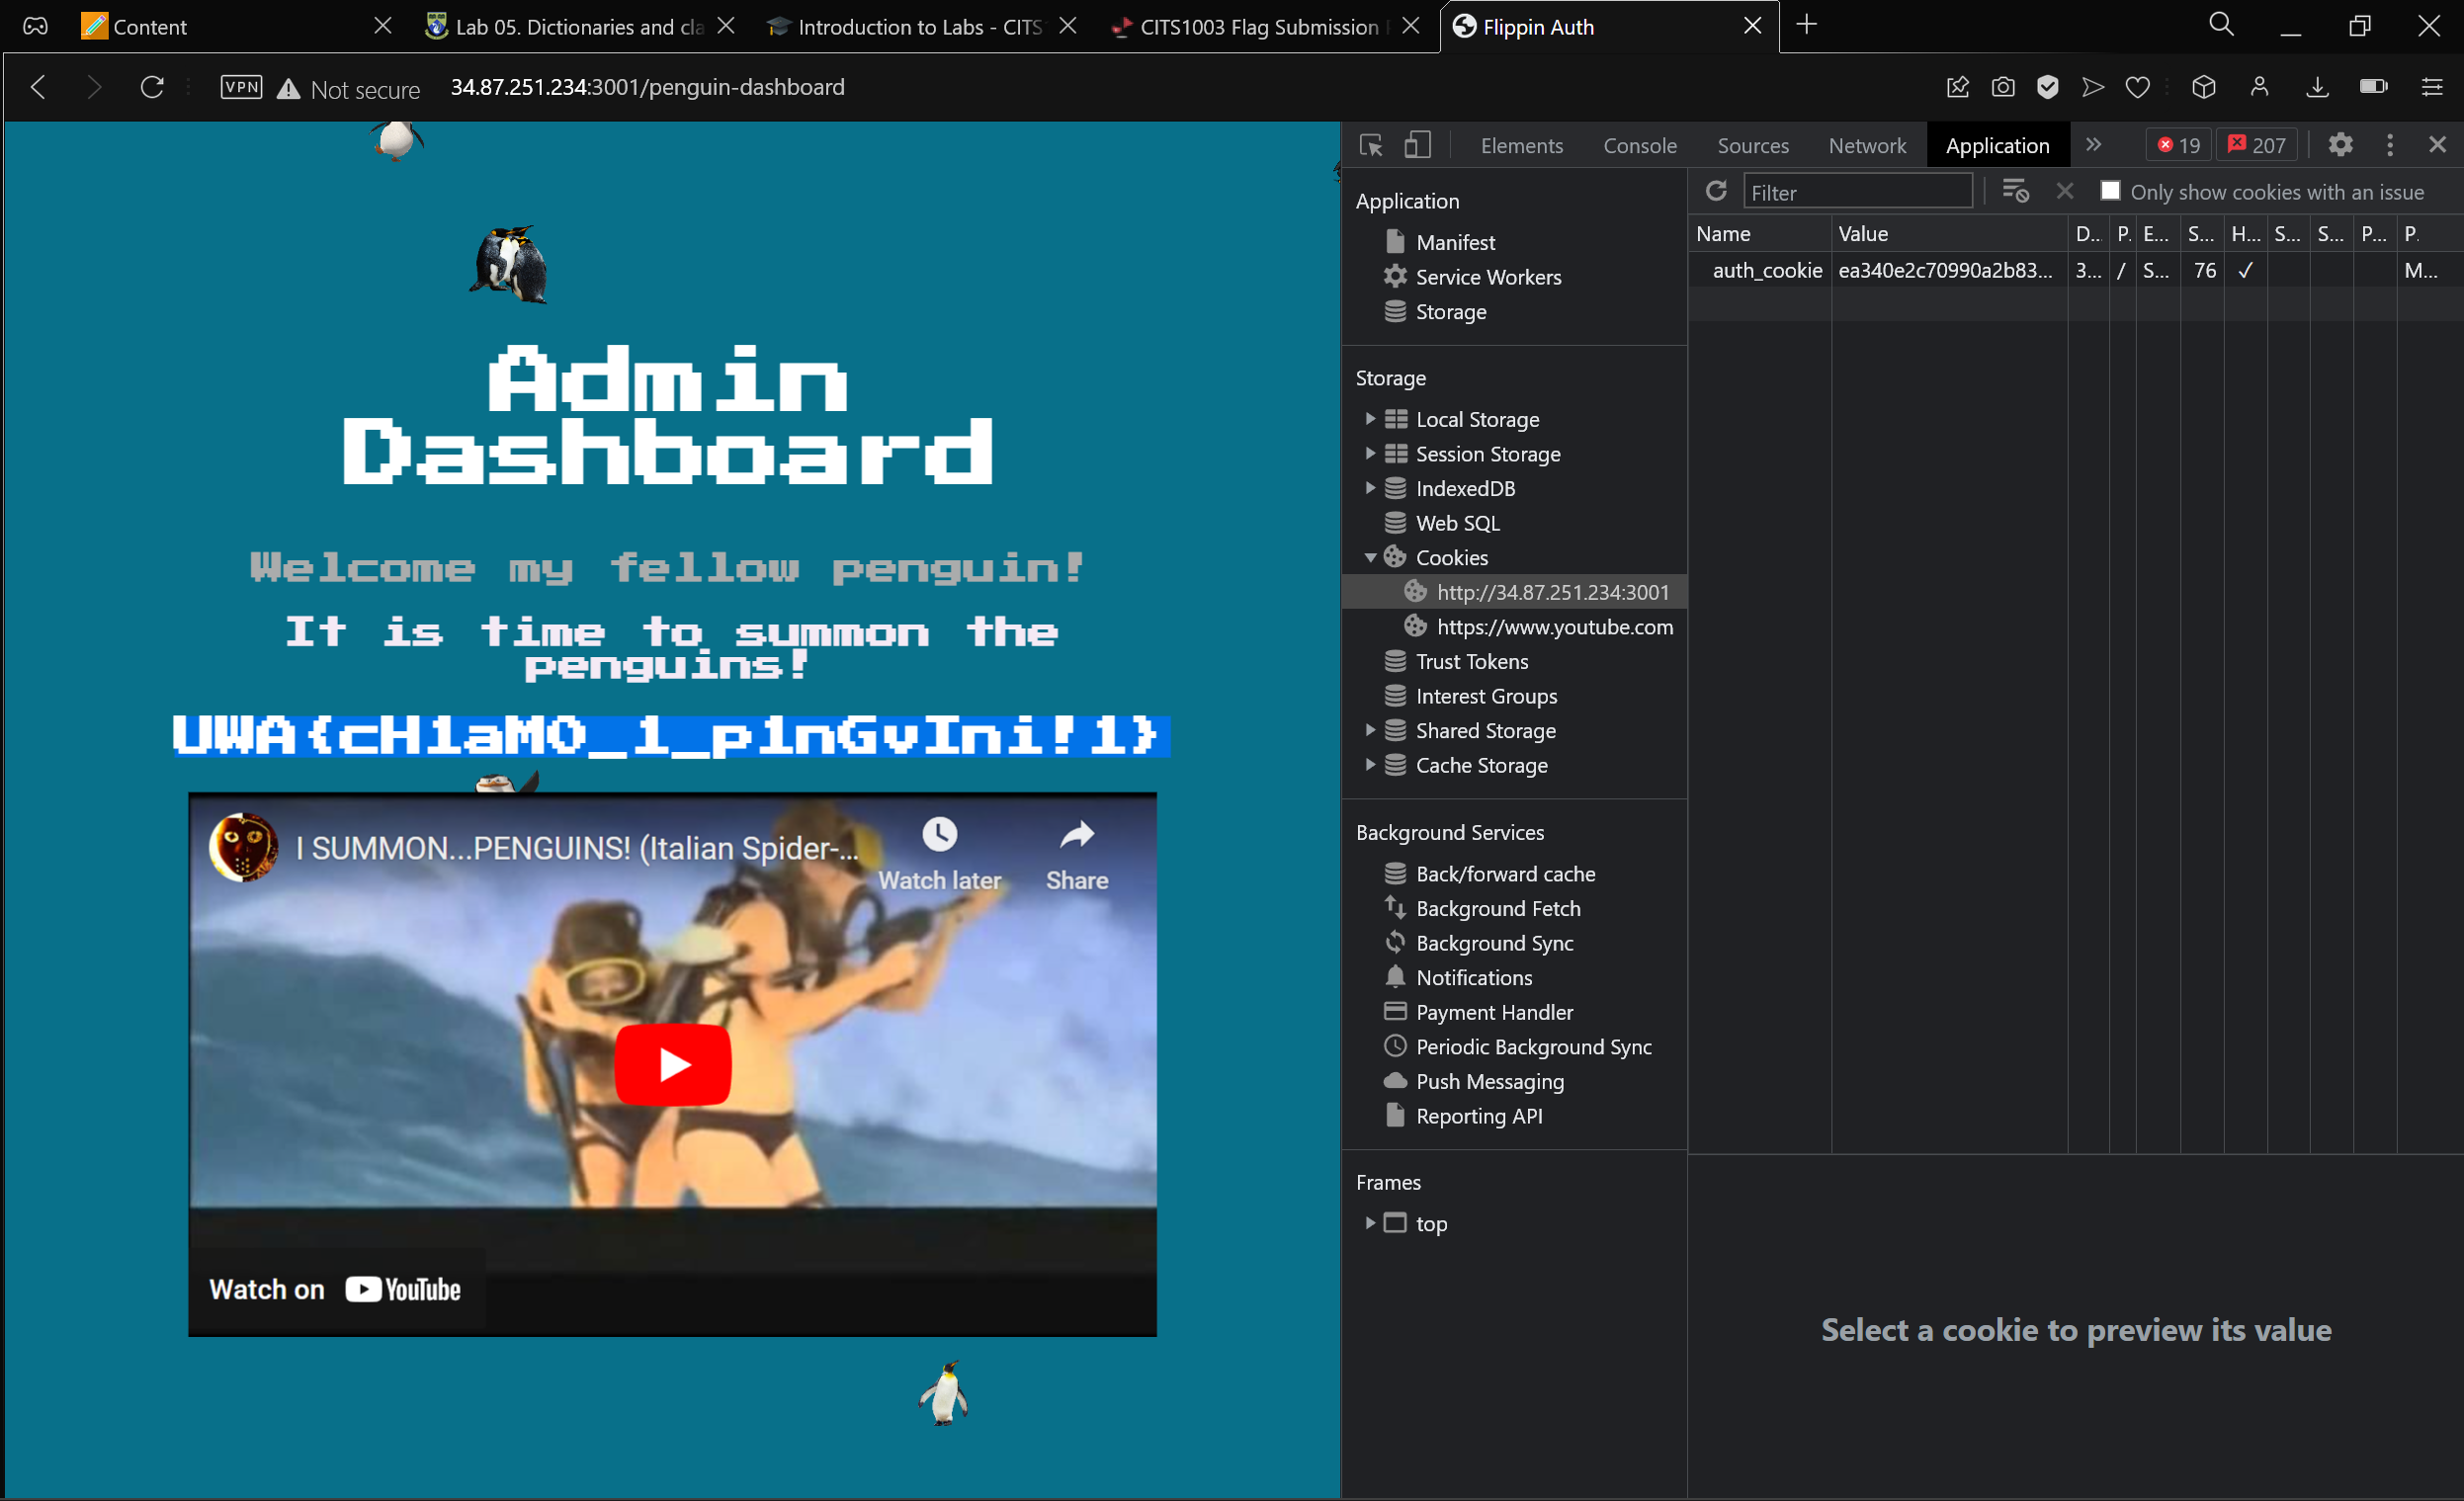 Content
Lab 05. Dictionaries and cla
Introduction to Labs - CITS
CITS1003 Flag Submission
Flippin Auth
VPN Not secure 34.87.251.234:3001/penguin-dashboard
Admin
Dashboard
Welcome my fellow penguin!
It is time to summon the
penguins!
UWA{cH1aMO_1_p1nGvIni!1}
I SUMMON...PENGUINS! (Italian Spider-...
Watch later
Share
Watch on YouTube
Elements Console Sources Network Application 19 207
Application
Manifest
Service Workers
Storage
Storage
Local Storage
Session Storage
IndexedDB
Web SQL
Cookies
http://34.87.251.234:3001
https://www.youtube.com
Trust Tokens
Interest Groups
Shared Storage
Cache Storage
Background Services
Back/forward cache
Background Fetch
Background Sync
Notifications
Payment Handler
Periodic Background Sync
Push Messaging
Reporting API
Frames
top
Filter Only show cookies with an issue
Name Value D... P. E... S... H... S... S... P... P.
auth_cookie ea340e2c70990a2b83... 3... / S... 76 ✓ M...
Select a cookie to preview its value